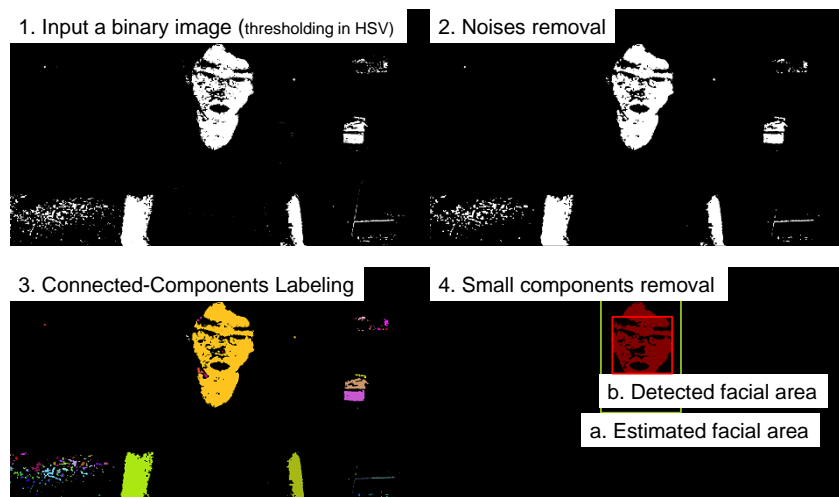 1. Input a binary image (thresholding in HSV)
2. Noises removal
3. Connected-Components Labeling
4. Small components removal
b. Detected facial area
a. Estimated facial area